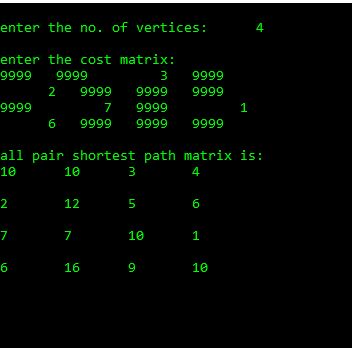 enter the no. of vertices: 4
enter the cost matrix:
9999 9999 3 9999
2 9999 9999 9999
9999 7 9999 1
6 9999 9999 9999
all pair shortest path matrix is:
10 10 3 4
2 12 5 6
7 7 10 1
6 16 9 10